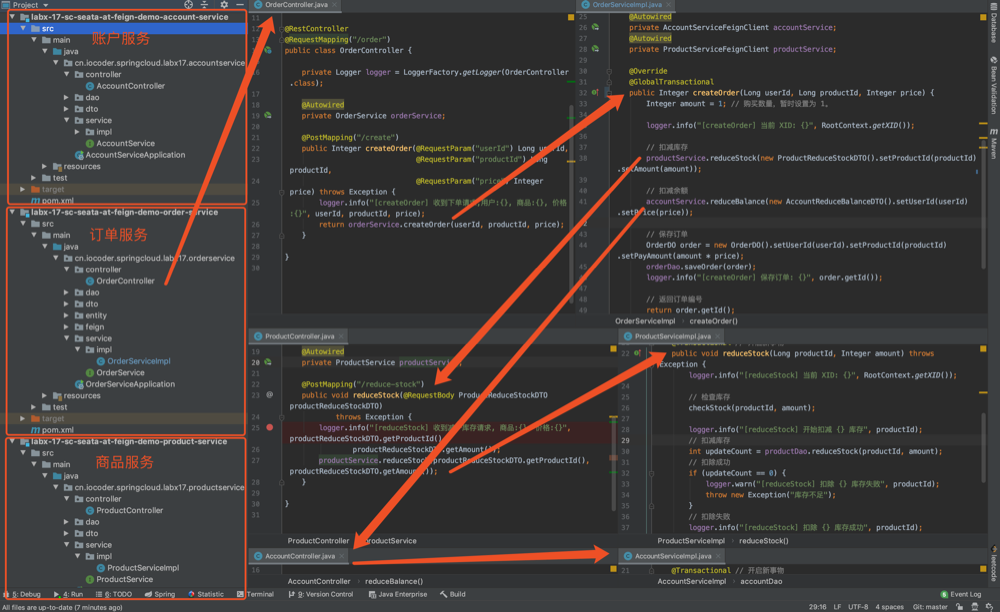 Project
labx-17-sc-seata-at-feign-demo-account-service
src
main
账户服务
java
cn.iocoder.springcloud.labx17.accountservice
controller
AccountController
dao
dto
service
impl
AccountService
AccountServiceApplication
resources
test
target
pom.xml
labx-17-sc-seata-at-feign-demo-order-service
src
main
订单服务
java
cn.iocoder.springcloud.labx17.orderservice
controller
OrderController
dao
dto
entity
feign
service
impl
OrderServiceImpl
OrderService
OrderServiceApplication
resources
test
target
pom.xml
labx-17-sc-seata-at-feign-demo-product-service
src
main
商品服务
java
cn.iocoder.springcloud.labx17.productservice
controller
ProductController
dao
dto
service
impl
ProductServiceImpl
ProductService
OrderController.java
@RestController
@RequestMapping("/order")
public class OrderController {
private Logger logger = LoggerFactory.getLogger(OrderController
.class);
@Autowired
private OrderService orderService;
@PostMapping("/create")
public Integer createOrder(@RequestParam("userId") Long userId,
@RequestParam("productId") Long
productId,
@RequestParam("price") Integer
price) throws Exception {
logger.info("[createOrder] 收到下单请求,用户:{}, 商品:{}, 价格
:{}", userId, productId, price);
return orderService.createOrder(userId, productId, price);
}
}
OrderServiceImpl.java
@Autowired
private AccountServiceFeignClient accountService;
@Autowired
private ProductServiceFeignClient productService;
@Override
@GlobalTransactional
public Integer createOrder(Long userId, Long productId, Integer price) {
Integer amount = 1; // 购买数量，暂时设置为 1。
logger.info("[createOrder] 当前 XID: {}", RootContext.getXID());
// 扣减库存
productService.reduceStock(new ProductReduceStockDTO().setProductId(productId)
.setAmount(amount));
// 扣减余额
accountService.reduceBalance(new AccountReduceBalanceDTO().setUserId(userId)
.setPrice(price));
// 保存订单
OrderDO order = new OrderDO().setUserId(userId).setProductId(productId)
.setPayAmount(amount * price);
orderDao.saveOrder(order);
logger.info("[createOrder] 保存订单: {}", order.getId());
// 返回订单编号
return order.getId();
OrderServiceImpl › createOrder()
ProductController.java
@Autowired
private ProductService productService;
@PostMapping("/reduce-stock")
public void reduceStock(@RequestBody ProductReduceStockDTO
productReduceStockDTO)
throws Exception {
logger.info("[reduceStock] 收到减少库存请求, 商品:{}, 价格:{}",
productReduceStockDTO.getProductId(),
productReduceStockDTO.getAmount());
productService.reduceStock(productReduceStockDTO.getProductId(),
productReduceStockDTO.getAmount());
}
}
ProductController › productService
ProductServiceImpl.java
public void reduceStock(Long productId, Integer amount) throws
Exception {
logger.info("[reduceStock] 当前 XID: {}", RootContext.getXID());
// 检查库存
checkStock(productId, amount);
logger.info("[reduceStock] 开始扣减 {} 库存", productId);
// 扣减库存
int updateCount = productDao.reduceStock(productId, amount);
// 扣除成功
if (updateCount == 0) {
logger.warn("[reduceStock] 扣除 {} 库存失败", productId);
throw new Exception("库存不足");
}
// 扣除失败
logger.info("[reduceStock] 扣除 {} 库存成功", productId);
ProductServiceImpl › reduceStock()
AccountController.java
16
AccountController › reduceBalance()
AccountServiceImpl.java
21 @Transactional // 开启新事物
AccountServiceImpl › accountDao
Database
Bean Validation
Maven
leetcode
5: Debug
4: Run
6: TODO
Spring
Statistic
Terminal
9: Version Control
Java Enterprise
Build
Event Log
All files are up-to-date (7 minutes ago)
29:16 LF UTF-8 4 spaces Git: master